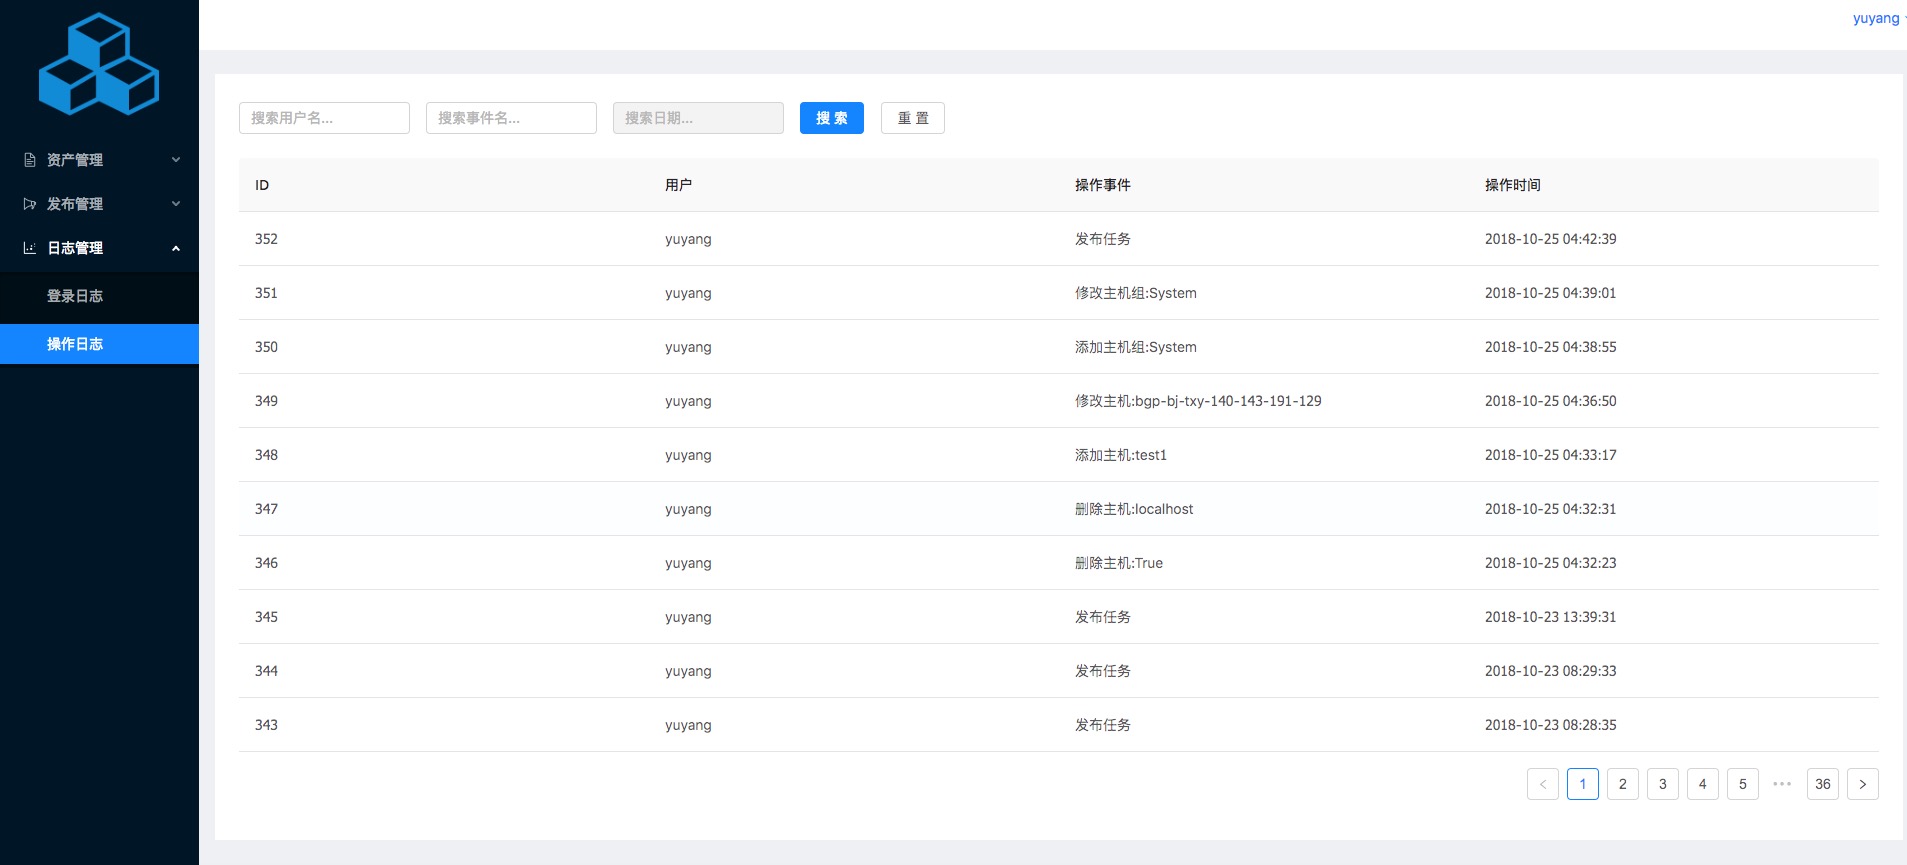 yuyang
资产管理
发布管理
日志管理
登录日志
操作日志
搜索用户名... 搜索事件名... 搜索日期... 搜 索 重 置
ID 用户 操作事件 操作时间
352 yuyang 发布任务 2018-10-25 04:42:39
351 yuyang 修改主机组:System 2018-10-25 04:39:01
350 yuyang 添加主机组:System 2018-10-25 04:38:55
349 yuyang 修改主机:bgp-bj-txy-140-143-191-129 2018-10-25 04:36:50
348 yuyang 添加主机:test1 2018-10-25 04:33:17
347 yuyang 删除主机:localhost 2018-10-25 04:32:31
346 yuyang 删除主机:True 2018-10-25 04:32:23
345 yuyang 发布任务 2018-10-23 13:39:31
344 yuyang 发布任务 2018-10-23 08:29:33
343 yuyang 发布任务 2018-10-23 08:28:35
< 1 2 3 4 5 ••• 36 >